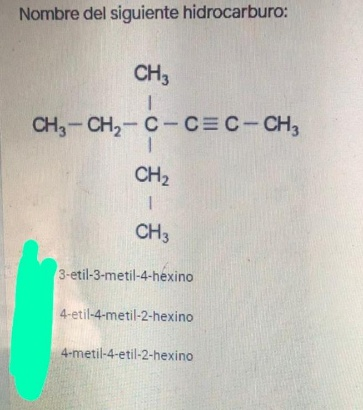 Nombre del siguiente hidrocarburo:
CH₃
|
CH₃ – CH₂ – C – C ≡ C – CH₃
|
CH₂
|
CH₃
3-etil-3-metil-4-hexino
4-etil-4-metil-2-hexino
4-metil-4-etil-2-hexino